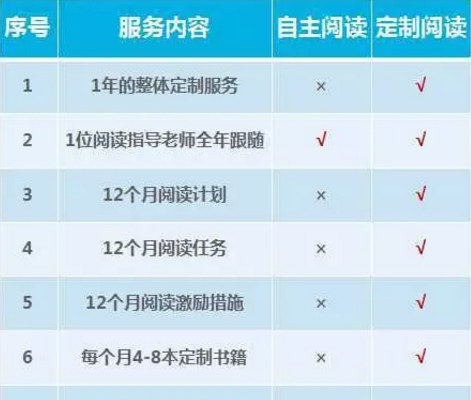 序号 服务内容 自主阅读 定制阅读
1 1年的整体定制服务 × √
2 1位阅读指导老师全年跟随 √ √
3 12个月阅读计划 × √
4 12个月阅读任务 × √
5 12个月阅读激励措施 × √
6 每个月4-8本定制书籍 × √